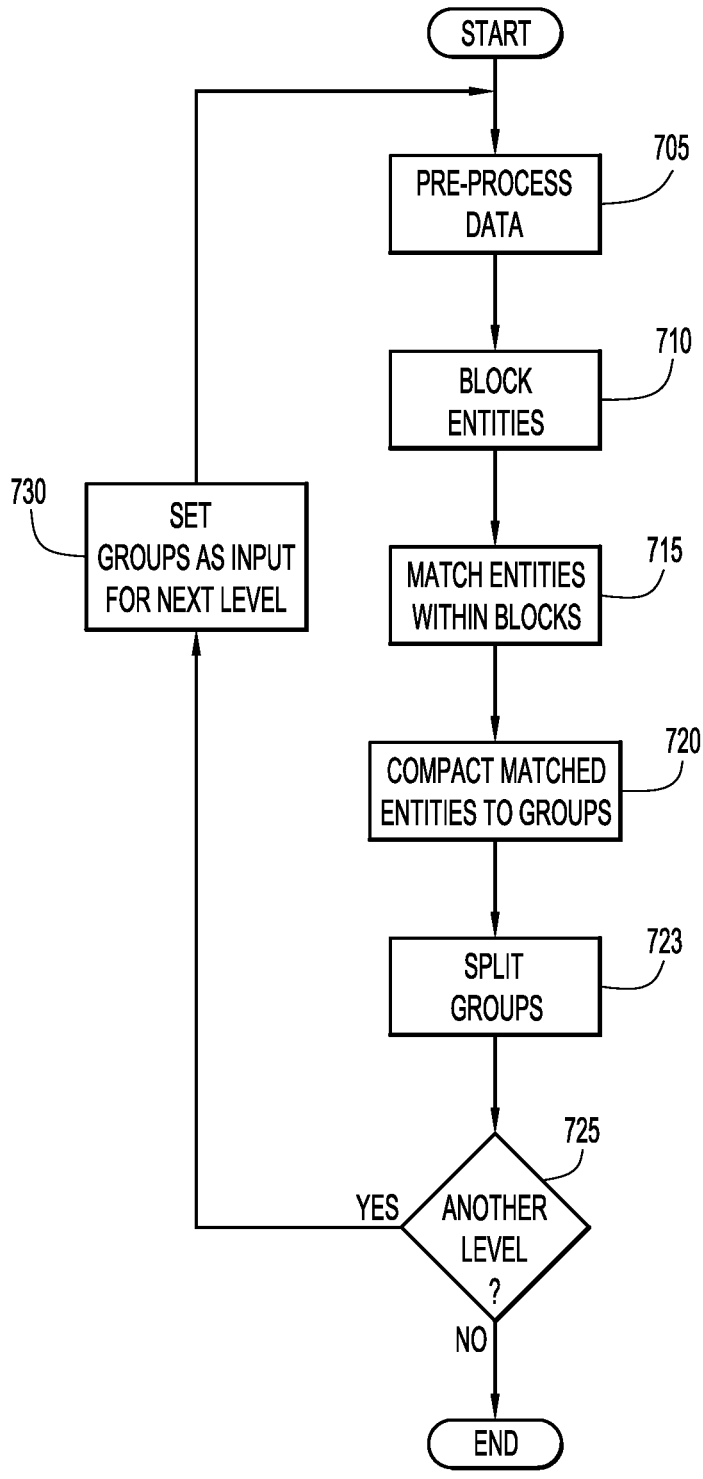 START
705
PRE-PROCESS
DATA
710
BLOCK
ENTITIES
730
SET
GROUPS AS INPUT
FOR NEXT LEVEL
715
MATCH ENTITIES
WITHIN BLOCKS
720
COMPACT MATCHED
ENTITIES TO GROUPS
723
SPLIT
GROUPS
725
YES
ANOTHER
LEVEL
?
NO
END